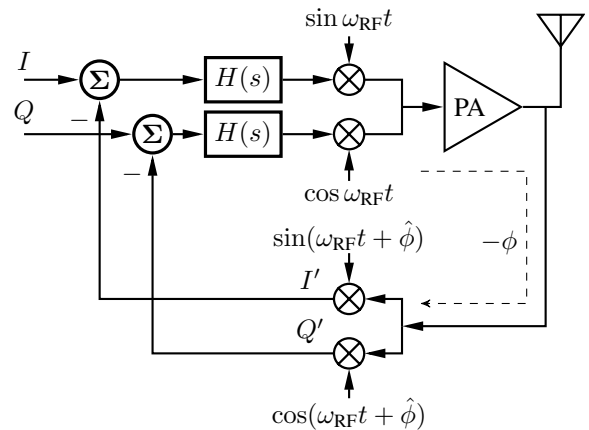 sin ω_RF t
I
Σ
H(s)
PA
Q
−
Σ
H(s)
−
cos ω_RF t
sin(ω_RF t + φ̂)
−φ
I′
Q′
cos(ω_RF t + φ̂)